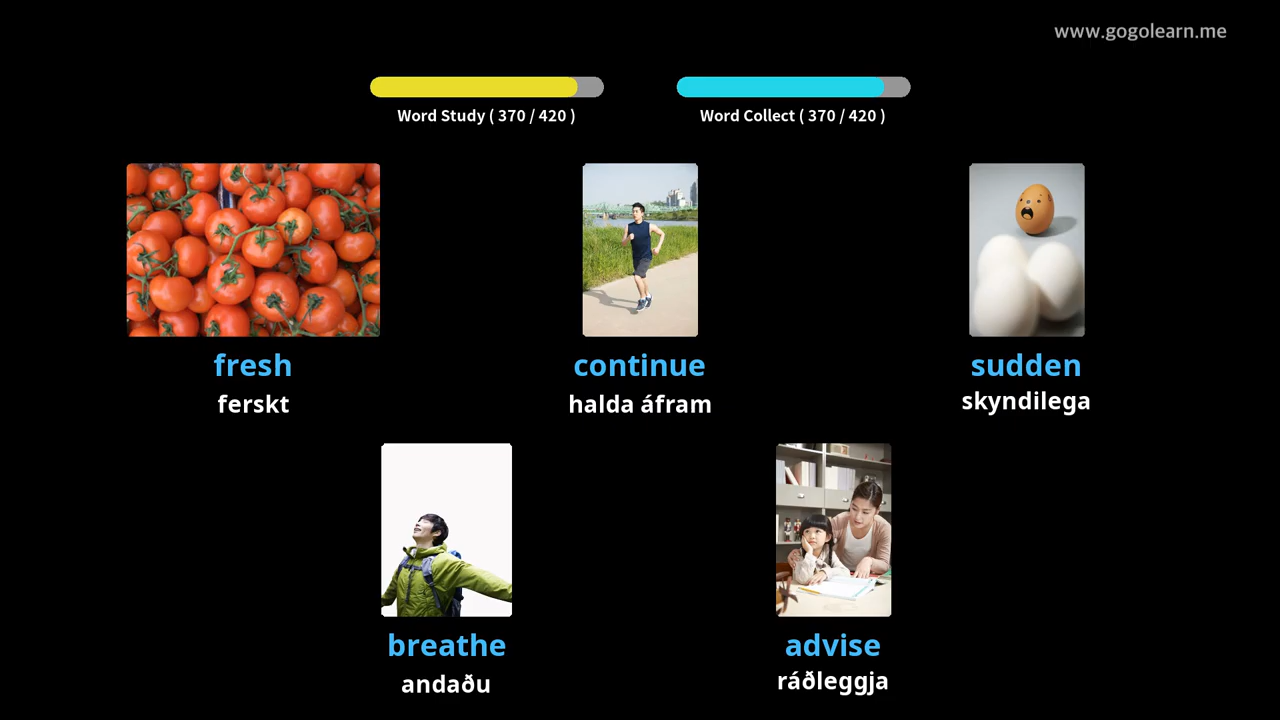 www.gogolearn.me
Word Study ( 370 / 420 )
Word Collect ( 370 / 420 )
fresh
ferskt
continue
halda áfram
sudden
skyndilega
breathe
andaðu
advise
ráðleggja